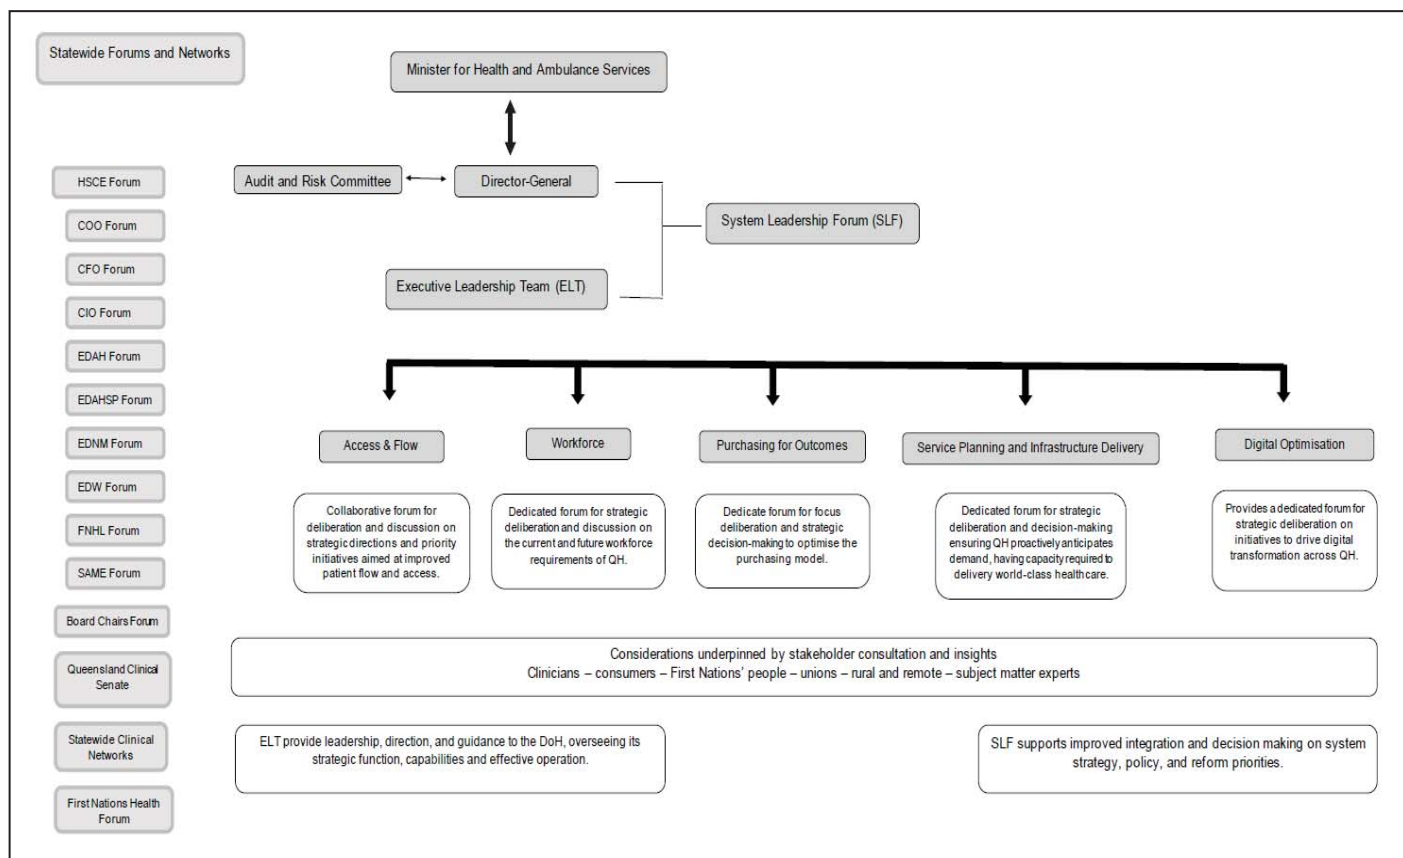 Statewide Forums and Networks
Minister for Health and Ambulance Services
HSCE Forum
COO Forum
CFO Forum
CIO Forum
EDAH Forum
EDAHSP Forum
EDNM Forum
EDW Forum
FNHL Forum
SAME Forum
Board Chairs Forum
Queensland Clinical
Senate
Statewide Clinical
Networks
First Nations Health
Forum
Audit and Risk Committee
Director-General
System Leadership Forum (SLF)
Executive Leadership Team (ELT)
Access & Flow
Collaborative forum for
deliberation and discussion on
strategic directions and priority
initiatives aimed at improved
patient flow and access.
Workforce
Dedicated forum for strategic
deliberation and discussion on
the current and future workforce
requirements of QH.
Purchasing for Outcomes
Dedicate forum for focus
deliberation and strategic
decision-making to optimise the
purchasing model.
Service Planning and Infrastructure Delivery
Dedicated forum for strategic
deliberation and decision-making
ensuring QH proactively anticipates
demand, having capacity required to
delivery world-class healthcare.
Digital Optimisation
Provides a dedicated forum for
strategic deliberation on
initiatives to drive digital
transformation across QH.
Considerations underpinned by stakeholder consultation and insights
Clinicians – consumers – First Nations' people – unions – rural and remote – subject matter experts
ELT provide leadership, direction, and guidance to the DoH, overseeing its
strategic function, capabilities and effective operation.
SLF supports improved integration and decision making on system
strategy, policy, and reform priorities.